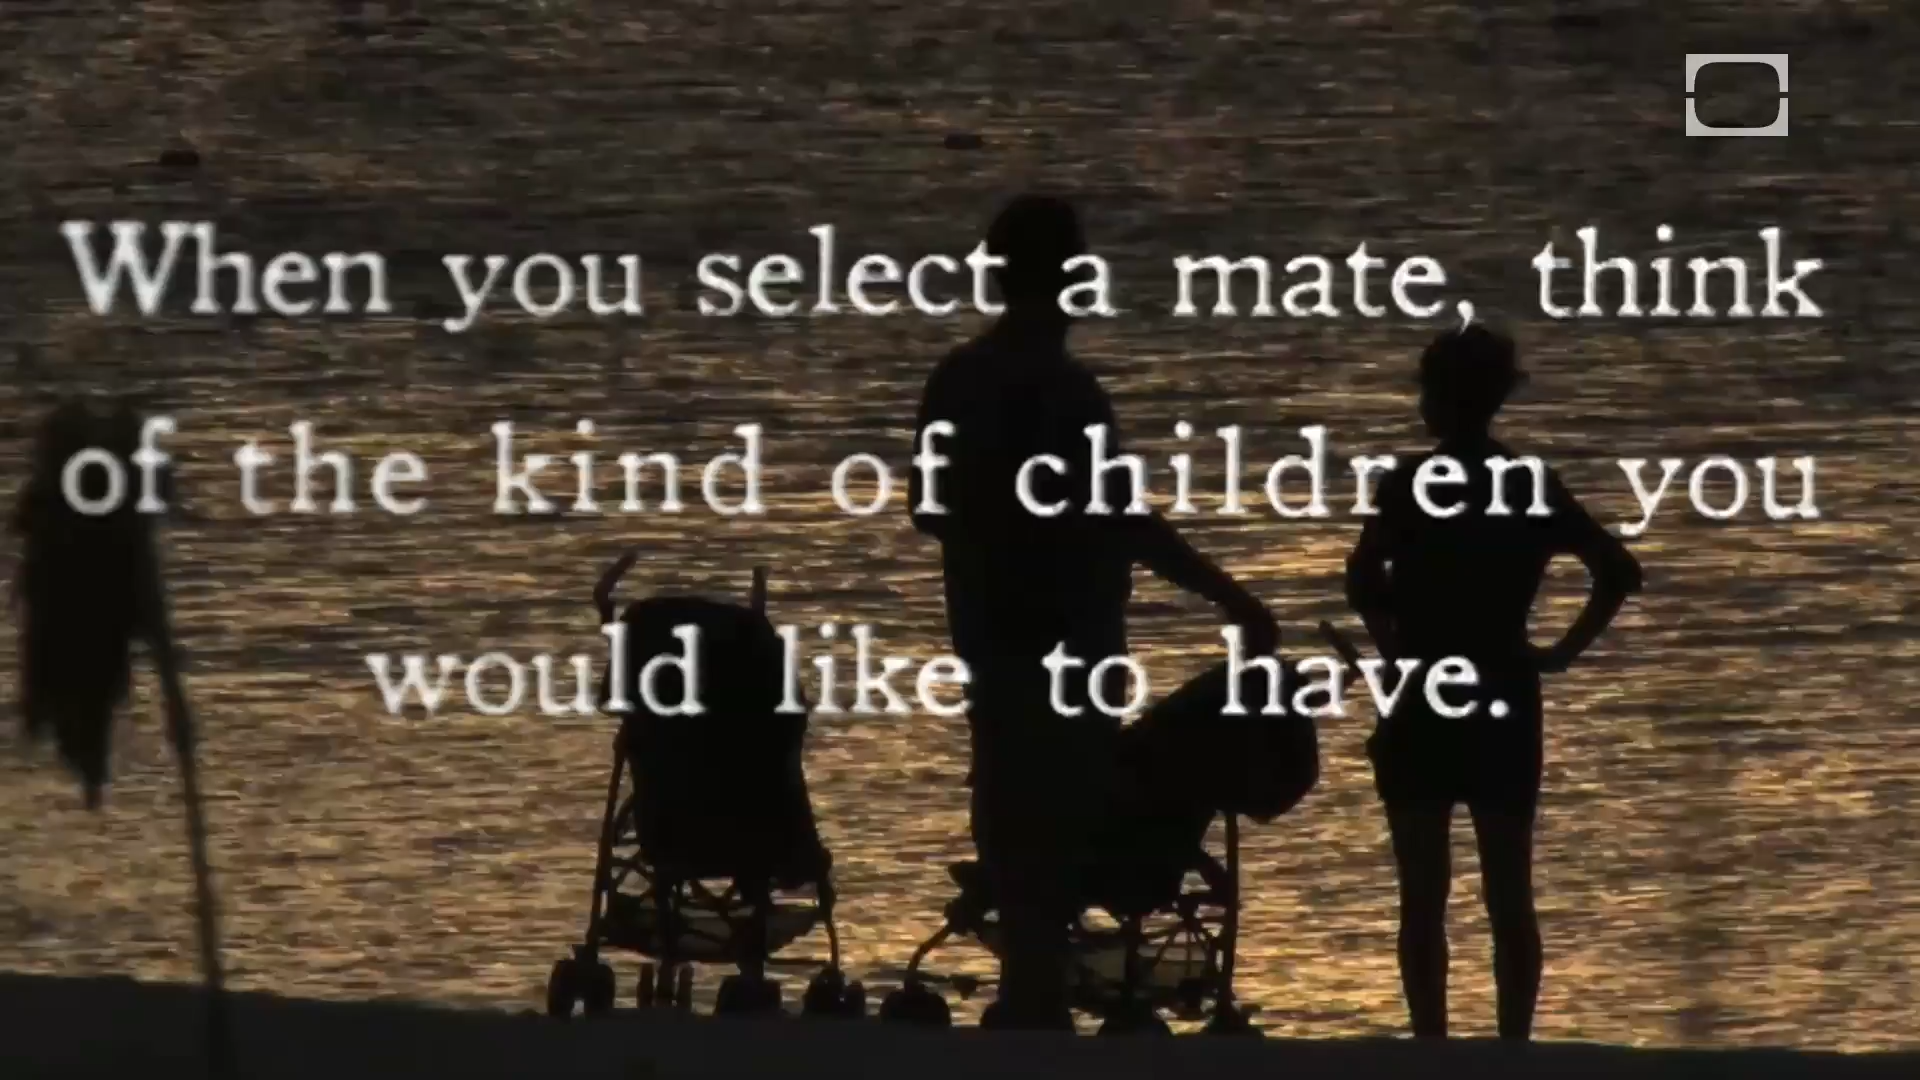 When you select a mate, think
of the kind of children you
would like to have.